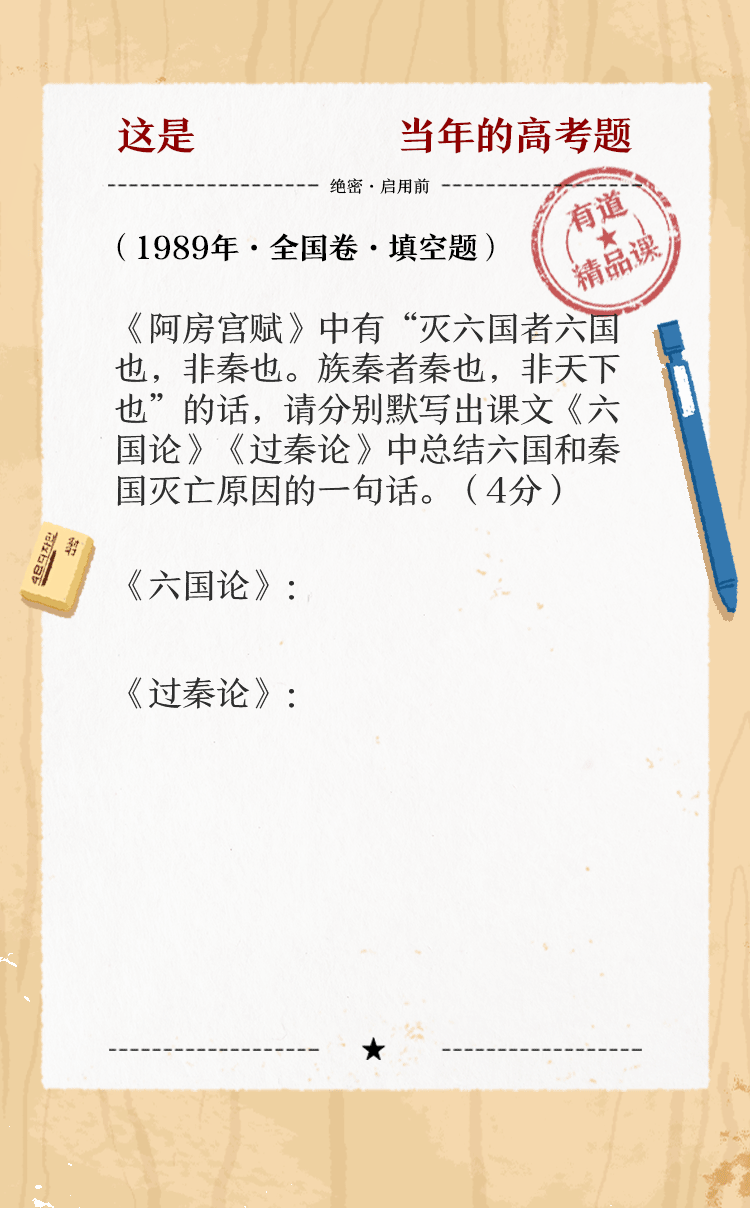 这是 当年的高考题
绝密·启用前
有道
精品课
（1989年·全国卷·填空题）
《阿房宫赋》中有“灭六国者六国
也，非秦也。族秦者秦也，非天下
也”的话，请分别默写出课文《六
国论》《过秦论》中总结六国和秦
国灭亡原因的一句话。（4分）
《六国论》：
《过秦论》：